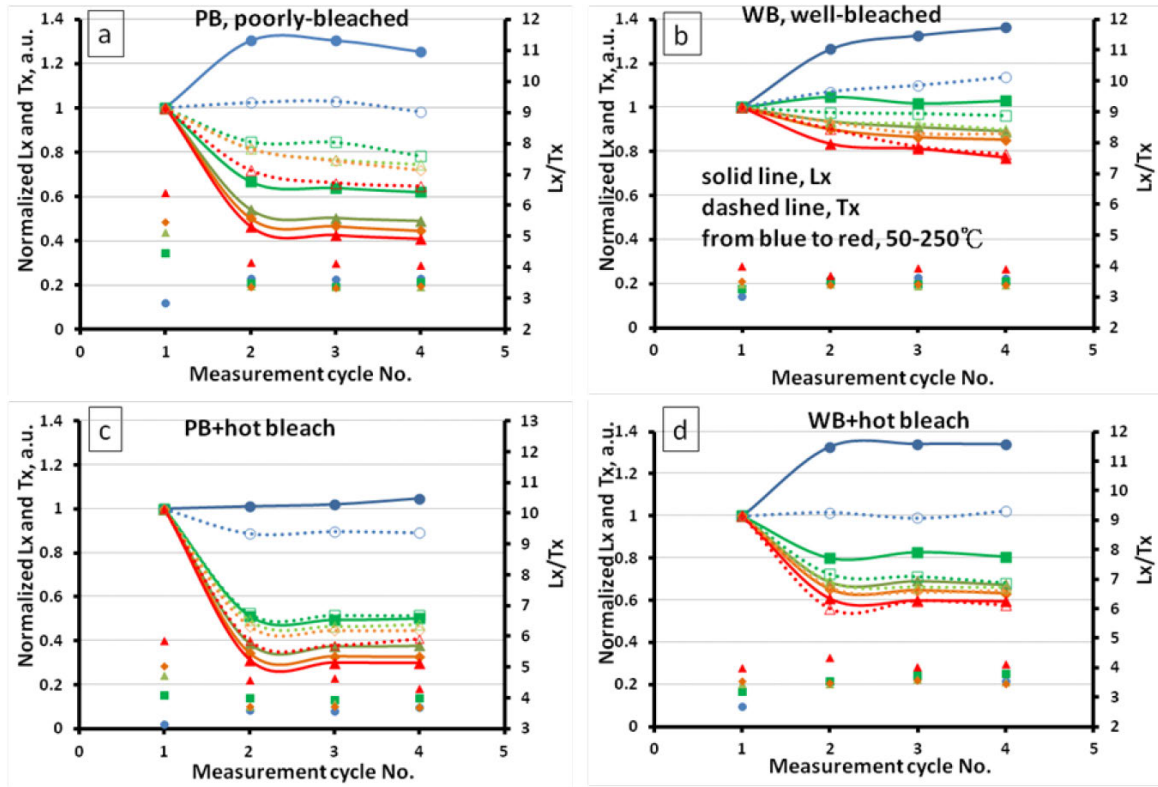 a
PB, poorly-bleached
Normalized Lx and Tx, a.u.
1.4
1.2
1
0.8
0.6
0.4
0.2
0
12
11
10
9
8
7
6
5
4
3
2
Lx/Tx
0 1 2 3 4 5
Measurement cycle No.
b
WB, well-bleached
Normalized Lx and Tx, a.u.
1.4
1.2
1
0.8
0.6
0.4
0.2
0
solid line, Lx
dashed line, Tx
from blue to red, 50-250℃
12
11
10
9
8
7
6
5
4
3
2
Lx/Tx
0 1 2 3 4 5
Measurement cycle No.
c
PB+hot bleach
Normalized Lx and Tx, a.u.
1.4
1.2
1
0.8
0.6
0.4
0.2
0
13
12
11
10
9
8
7
6
5
4
3
Lx/Tx
0 1 2 3 4 5
Measurement cycle No.
d
WB+hot bleach
Normalized Lx and Tx, a.u.
1.4
1.2
1
0.8
0.6
0.4
0.2
0
12
11
10
9
8
7
6
5
4
3
2
Lx/Tx
0 1 2 3 4 5
Measurement cycle No.